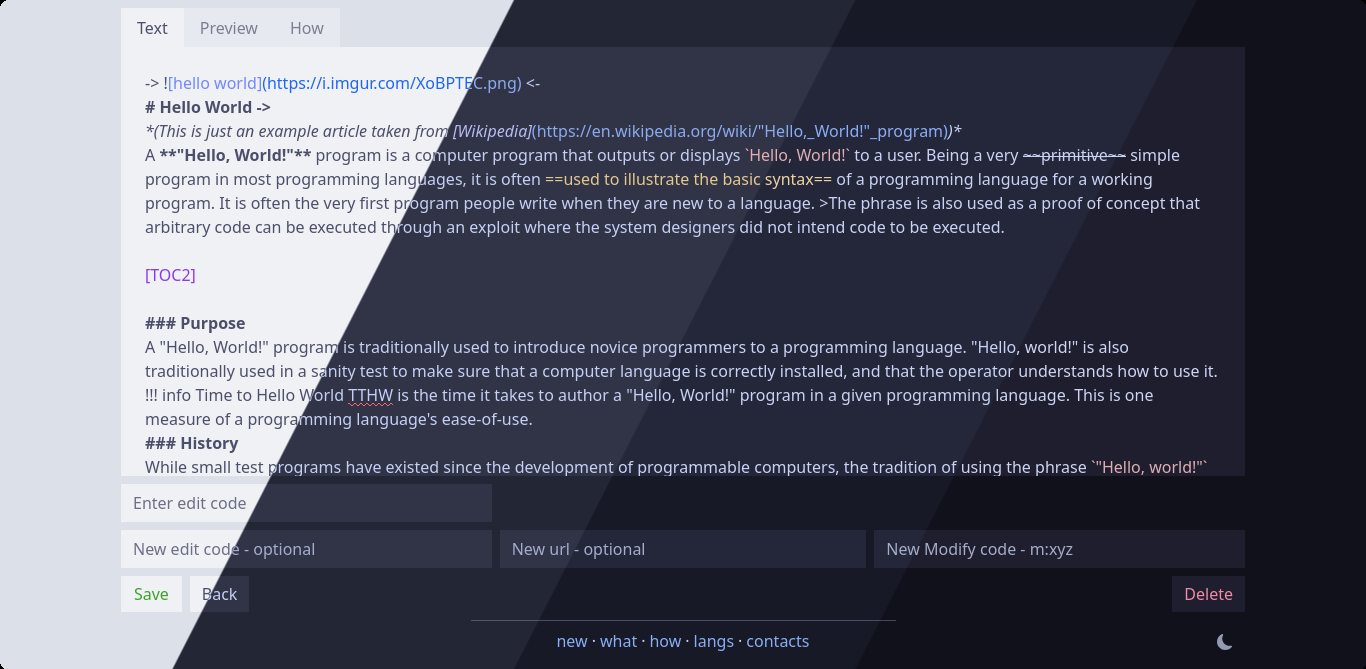 Text Preview How
-> ![hello world](https://i.imgur.com/XoBPTEC.png) <-
# Hello World ->
*(This is just an example article taken from [Wikipedia](https://en.wikipedia.org/wiki/"Hello,_World!"_program))*
A **"Hello, World!"** program is a computer program that outputs or displays `Hello, World!` to a user. Being a very ~~primitive~~ simple
program in most programming languages, it is often ==used to illustrate the basic syntax== of a programming language for a working
program. It is often the very first program people write when they are new to a language. >The phrase is also used as a proof of concept that
arbitrary code can be executed through an exploit where the system designers did not intend code to be executed.
[TOC2]
### Purpose
A "Hello, World!" program is traditionally used to introduce novice programmers to a programming language. "Hello, world!" is also
traditionally used in a sanity test to make sure that a computer language is correctly installed, and that the operator understands how to use it.
!!! info Time to Hello World TTHW is the time it takes to author a "Hello, World!" program in a given programming language. This is one
measure of a programming language's ease-of-use.
### History
While small test programs have existed since the development of programmable computers, the tradition of using the phrase `"Hello, world!"`
Enter edit code
New edit code - optional New url - optional New Modify code - m:xyz
Save Back Delete
new · what · how · langs · contacts